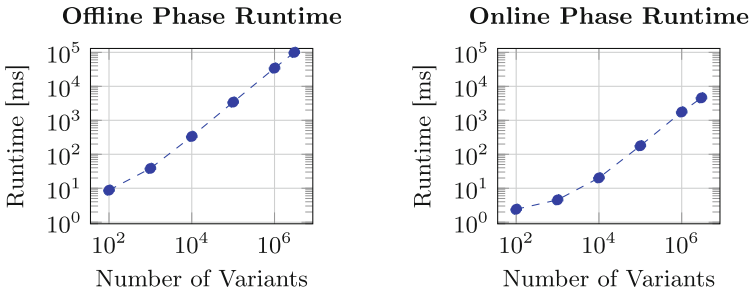 Offline Phase Runtime
Runtime [ms]
10^5
10^4
10^3
10^2
10^1
10^0
10^2 10^4 10^6
Number of Variants
Online Phase Runtime
Runtime [ms]
10^5
10^4
10^3
10^2
10^1
10^0
10^2 10^4 10^6
Number of Variants